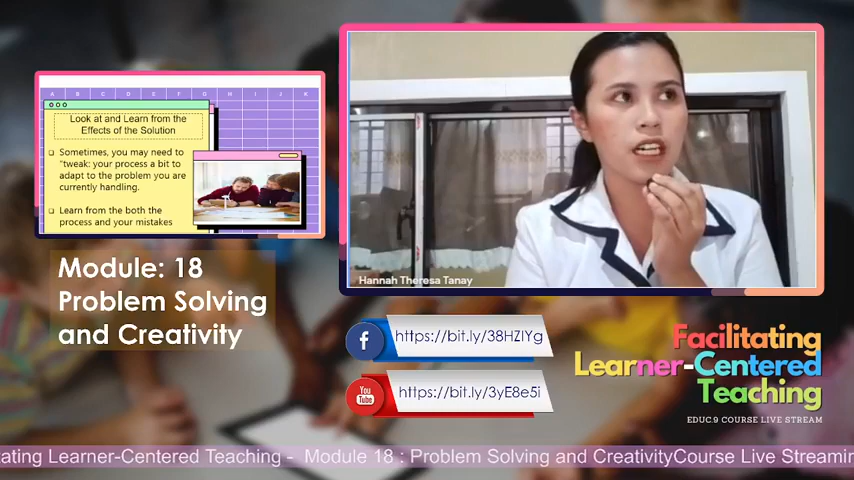 A B C D E F G H I J K
Look at and Learn from the
Effects of the Solution
Sometimes, you may need to
"tweak: your process a bit to
adapt to the problem you are
currently handling.
Learn from the both the
process and your mistakes
Module: 18
Problem Solving
and Creativity
Hannah Theresa Tanay
f
https://bit.ly/38HZlYg
You
Tube
https://bit.ly/3yE8e5i
Facilitating
Learner-Centered
Teaching
EDUC.9 COURSE LIVE STREAM
tating Learner-Centered Teaching - Module 18 : Problem Solving and CreativityCourse Live Streamin